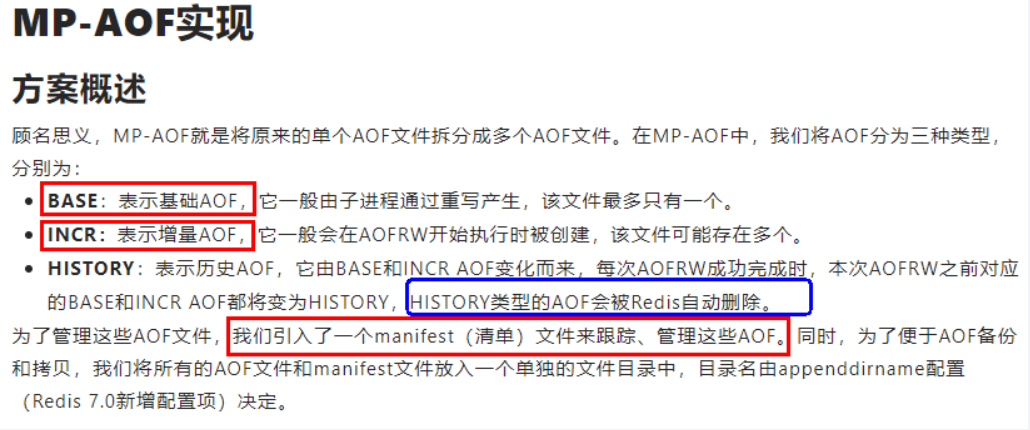 MP-AOF实现
方案概述
顾名思义，MP-AOF就是将原来的单个AOF文件拆分成多个AOF文件。在MP-AOF中，我们将AOF分为三种类型，
分别为：
• BASE：表示基础AOF，它一般由子进程通过重写产生，该文件最多只有一个。
• INCR：表示增量AOF，它一般会在AOFRW开始执行时被创建，该文件可能存在多个。
• HISTORY：表示历史AOF，它由BASE和INCR AOF变化而来，每次AOFRW成功完成时，本次AOFRW之前对应
的BASE和INCR AOF都将变为HISTORY，HISTORY类型的AOF会被Redis自动删除。
为了管理这些AOF文件，我们引入了一个manifest（清单）文件来跟踪、管理这些AOF。同时，为了便于AOF备份
和拷贝，我们将所有的AOF文件和manifest文件放入一个单独的文件目录中，目录名由appenddirname配置
（Redis 7.0新增配置项）决定。